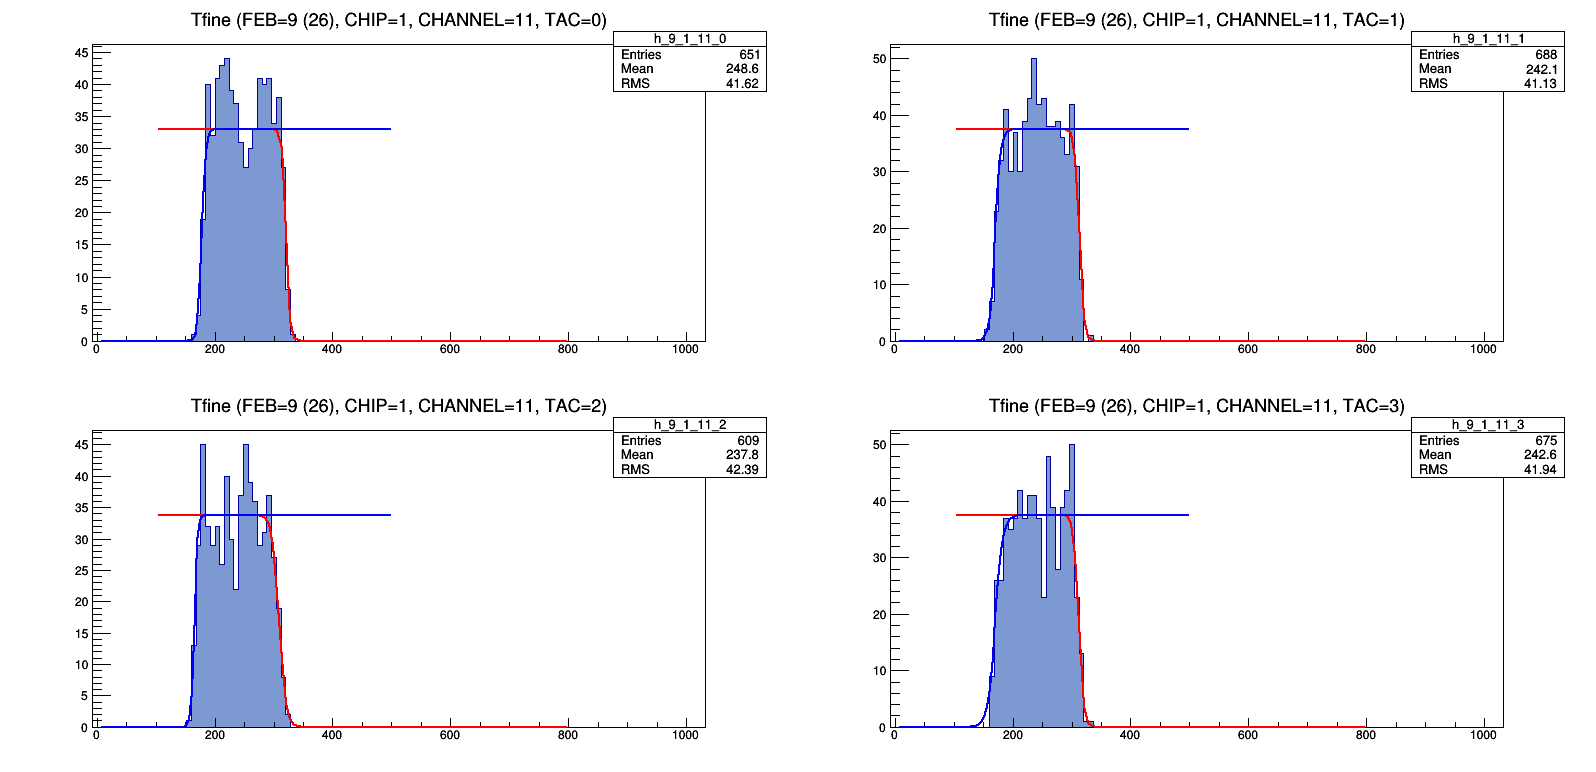 Tfine (FEB=9 (26), CHIP=1, CHANNEL=11, TAC=0)
h_9_1_11_0
Entries 651
Mean 248.6
RMS 41.62
45
40
35
30
25
20
15
10
5
0
0 200 400 600 800 1000
Tfine (FEB=9 (26), CHIP=1, CHANNEL=11, TAC=1)
h_9_1_11_1
Entries 688
Mean 242.1
RMS 41.13
50
40
30
20
10
0
0 200 400 600 800 1000
Tfine (FEB=9 (26), CHIP=1, CHANNEL=11, TAC=2)
h_9_1_11_2
Entries 609
Mean 237.8
RMS 42.39
45
40
35
30
25
20
15
10
5
0
0 200 400 600 800 1000
Tfine (FEB=9 (26), CHIP=1, CHANNEL=11, TAC=3)
h_9_1_11_3
Entries 675
Mean 242.6
RMS 41.94
50
40
30
20
10
0
0 200 400 600 800 1000